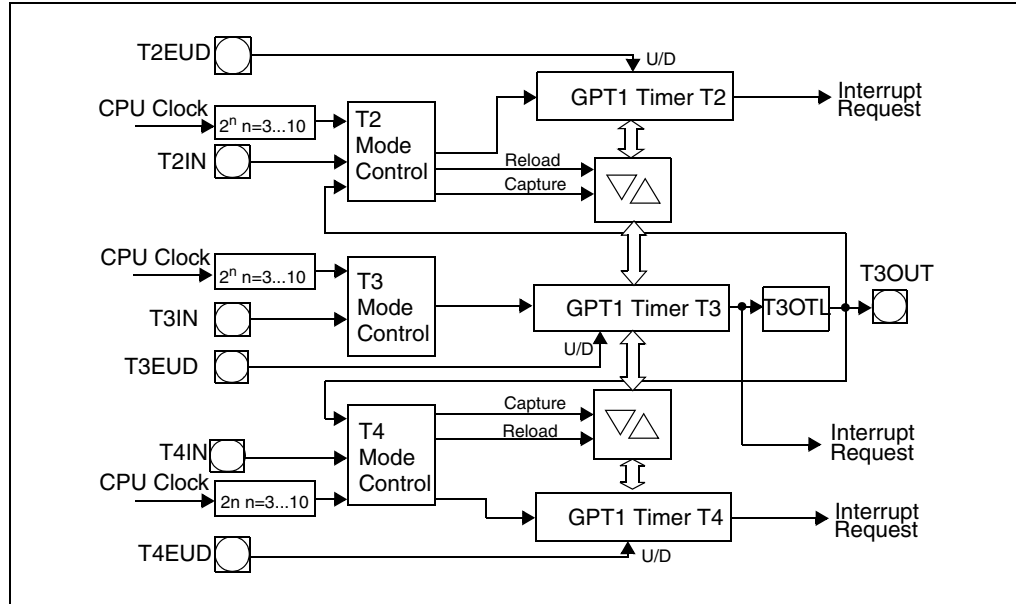 T2EUD
U/D
CPU Clock
2ⁿ n=3...10
T2IN
T2
Mode
Control
GPT1 Timer T2
Interrupt
Request
Reload
Capture
CPU Clock
2ⁿ n=3...10
T3IN
T3EUD
T3
Mode
Control
GPT1 Timer T3
U/D
T3OTL
T3OUT
Capture
Reload
T4
Mode
Control
T4IN
CPU Clock
2n n=3...10
T4EUD
GPT1 Timer T4
U/D
Interrupt
Request
Interrupt
Request